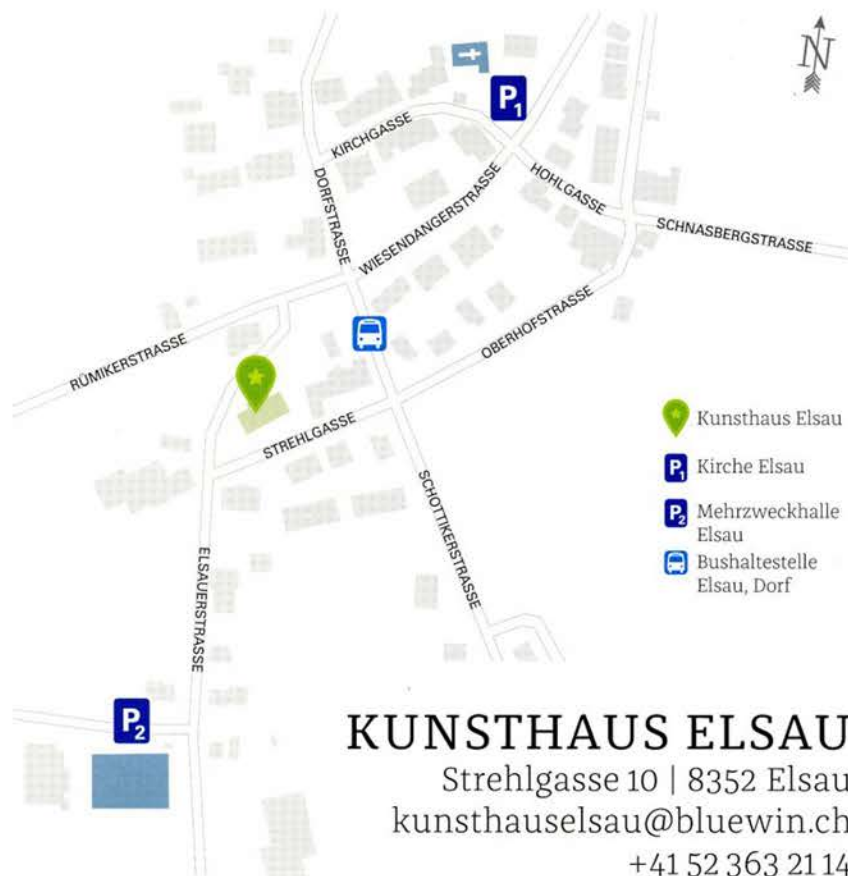 N
P1
KIRCHGASSE
DORFSTRASSE
HOHLGASSE
WIESENDANGERSTRASSE
SCHNASBERGSTRASSE
OBERHOFSTRASSE
RÜMIKERSTRASSE
STREHLGASSE
SCHOTTIKERSTRASSE
ELSAUERSTRASSE
P2
Kunsthaus Elsau
P1 Kirche Elsau
P2 Mehrzweckhalle
Elsau
Bushaltestelle
Elsau, Dorf
KUNSTHAUS ELSAU
Strehlgasse 10 | 8352 Elsau
kunsthauselsau@bluewin.ch
+41 52 363 21 14